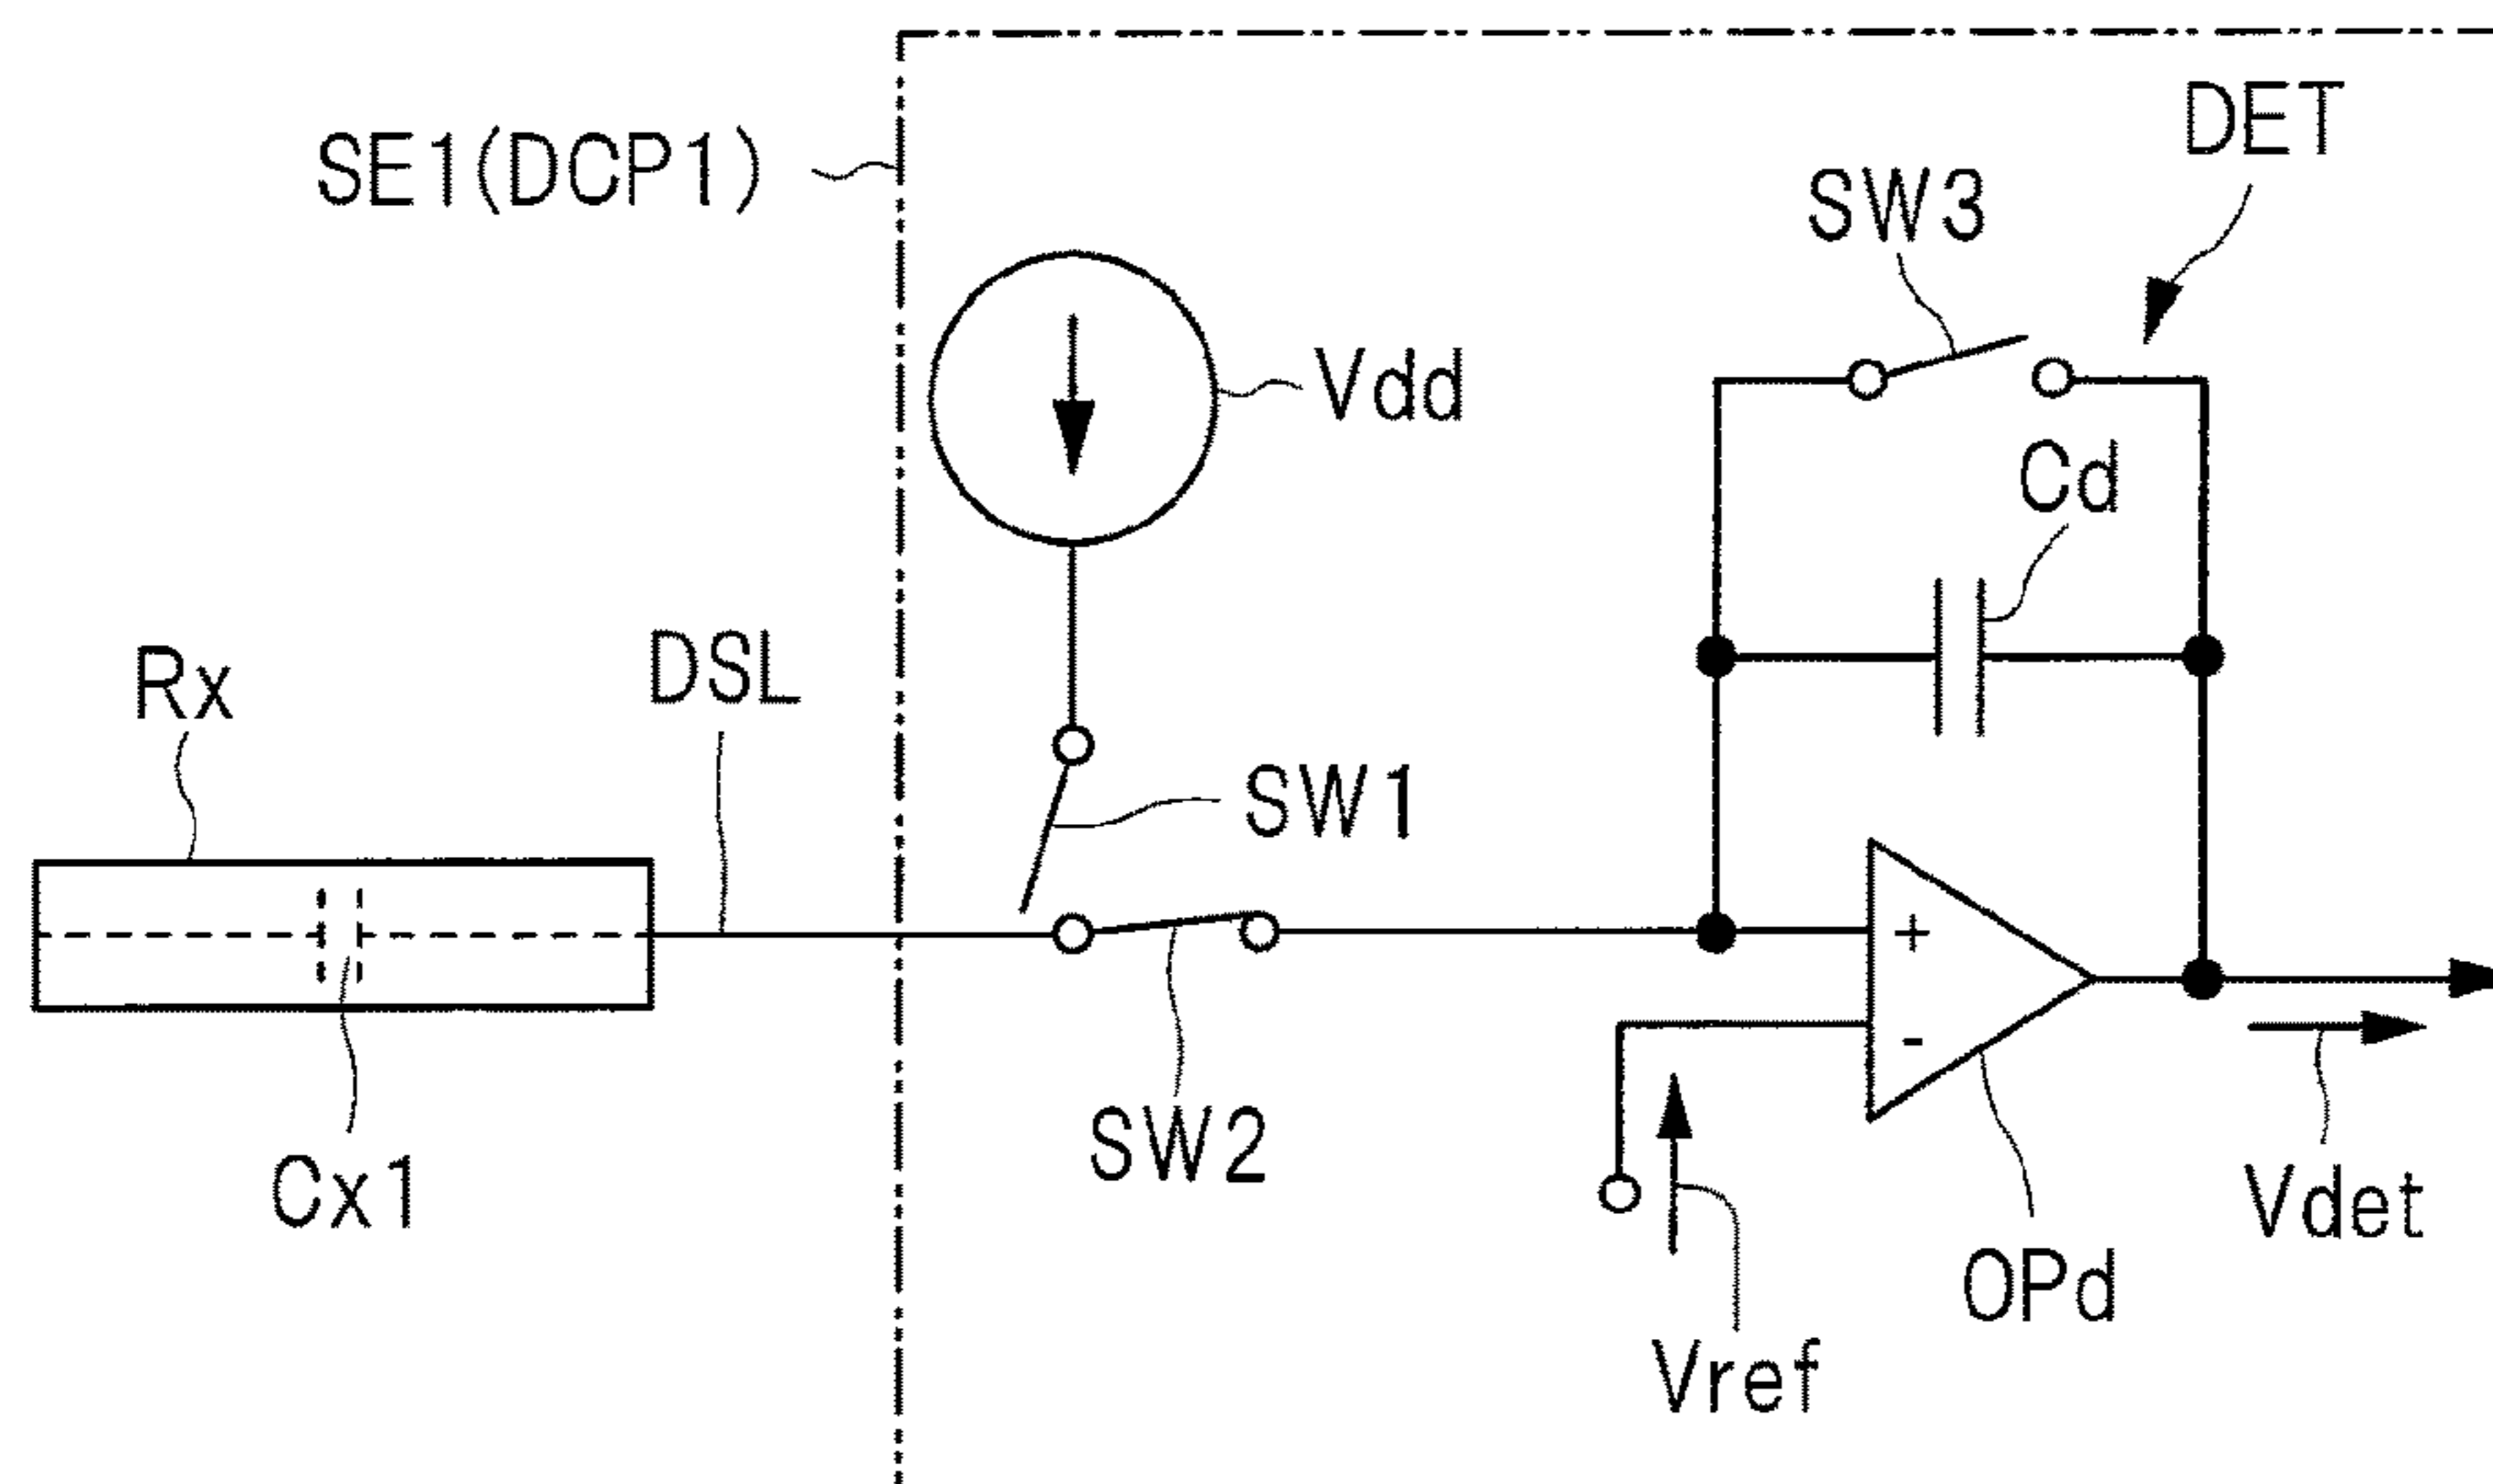 SE1(DCP1)
DET
SW3
Vdd
Cd
Rx
DSL
SW1
+
-
Cx1
SW2
Vdet
OPd
Vref